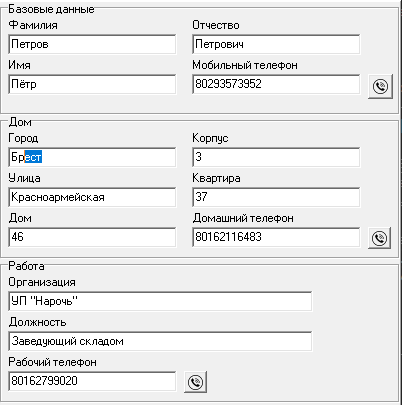 Базовые данные
Фамилия Отчество
Петров Петрович
Имя Мобильный телефон
Пётр 80293573952
Дом
Город Корпус
Брест 3
Улица Квартира
Красноармейская 37
Дом Домашний телефон
46 80162116483
Работа
Организация
УП "Нарочь"
Должность
Заведующий складом
Рабочий телефон
80162799020